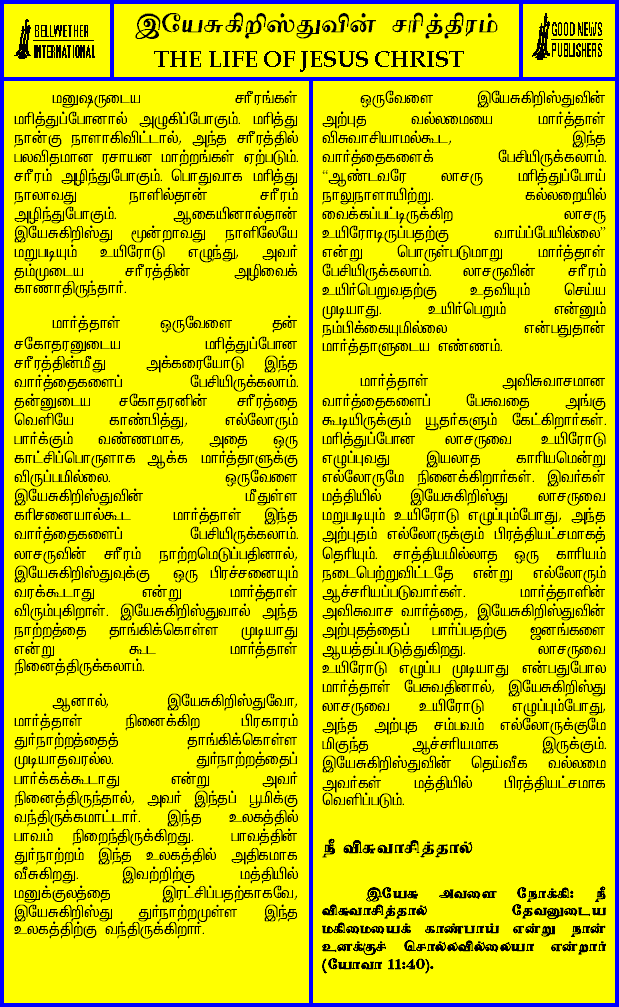 BELLWETHER
INTERNATIONAL
இயேசுகிறிஸ்துவின் சரித்திரம்
THE LIFE OF JESUS CHRIST
GOOD NEWS
PUBLISHERS
மனுஷருடைய சரீரங்கள்
மரித்துப்போனால் அழுகிப்போகும். மரித்து
நான்கு நாளாகிவிட்டால், அந்த சரீரத்தில்
பலவிதமான ரசாயன மாற்றங்கள் ஏற்படும்.
சரீரம் அழிந்துபோகும். பொதுவாக மரித்து
நாலாவது நாளில்தான் சரீரம்
அழிந்துபோகும். ஆகையினால்தான்
இயேசுகிறிஸ்து மூன்றாவது நாளிலேயே
மறுபடியும் உயிரோடு எழுந்து, அவர்
தம்முடைய சரீரத்தின் அழிவைக்
காணாதிருந்தார்.
மார்த்தாள் ஒருவேளை தன்
சகோதரனுடைய மரித்துப்போன
சரீரத்தின்மீது அக்கரையோடு இந்த
வார்த்தைகளைப் பேசியிருக்கலாம்.
தன்னுடைய சகோதரனின் சரீரத்தை
வெளியே காண்பித்து, எல்லோரும்
பார்க்கும் வண்ணமாக, அதை ஒரு
காட்சிப்பொருளாக ஆக்க மார்த்தாளுக்கு
விருப்பமில்லை. ஒருவேளை
இயேசுகிறிஸ்துவின் மீதுள்ள
கரிசனையால்கூட மார்த்தாள் இந்த
வார்த்தைகளைப் பேசியிருக்கலாம்.
லாசருவின் சரீரம் நாற்றமெடுப்பதினால்,
இயேசுகிறிஸ்துவுக்கு ஒரு பிரச்சனையும்
வரக்கூடாது என்று மார்த்தாள்
விரும்புகிறாள். இயேசுகிறிஸ்துவால் அந்த
நாற்றத்தை தாங்கிக்கொள்ள முடியாது
என்று கூட மார்த்தாள்
நினைத்திருக்கலாம்.
ஆனால், இயேசுகிறிஸ்துவோ,
மார்த்தாள் நினைக்கிற பிரகாரம்
துர்நாற்றத்தைத் தாங்கிக்கொள்ள
முடியாதவரல்ல. துர்நாற்றத்தைப்
பார்க்கக்கூடாது என்று அவர்
நினைத்திருந்தால், அவர் இந்தப் பூமிக்கு
வந்திருக்கமாட்டார். இந்த உலகத்தில்
பாவம் நிறைந்திருக்கிறது. பாவத்தின்
துர்நாற்றம் இந்த உலகத்தில் அதிகமாக
வீசுகிறது. இவற்றிற்கு மத்தியில்
மனுக்குலத்தை இரட்சிப்பதற்காகவே,
இயேசுகிறிஸ்து துர்நாற்றமுள்ள இந்த
உலகத்திற்கு வந்திருக்கிறார்.
ஒருவேளை இயேசுகிறிஸ்துவின்
அற்புத வல்லமையை மார்த்தாள்
விசுவாசியாமல்கூட, இந்த
வார்த்தைகளைக் பேசியிருக்கலாம்.
“ஆண்டவரே லாசரு மரித்துப்போய்
நாலுநாளாயிற்று. கல்லறையில்
வைக்கப்பட்டிருக்கிற லாசரு
உயிரோடிருப்பதற்கு வாய்ப்பேயில்லை”
என்று பொருள்படுமாறு மார்த்தாள்
பேசியிருக்கலாம். லாசருவின் சரீரம்
உயிர்பெறுவதற்கு உதவியும் செய்ய
முடியாது. உயிர்பெறும் என்னும்
நம்பிக்கையுமில்லை என்பதுதான்
மார்த்தாளுடைய எண்ணம்.
மார்த்தாள் அவிசுவாசமான
வார்த்தைகளைப் பேசுவதை அங்கு
கூடியிருக்கும் யூதர்களும் கேட்கிறார்கள்.
மரித்துப்போன லாசருவை உயிரோடு
எழுப்புவது இயலாத காரியமென்று
எல்லோருமே நினைக்கிறார்கள். இவர்கள்
மத்தியில் இயேசுகிறிஸ்து லாசருவை
மறுபடியும் உயிரோடு எழுப்பும்போது, அந்த
அற்புதம் எல்லோருக்கும் பிரத்தியட்சமாகத்
தெரியும். சாத்தியமில்லாத ஒரு காரியம்
நடைபெற்றுவிட்டதே என்று எல்லோரும்
ஆச்சரியப்படுவார்கள். மார்த்தாளின்
அவிசுவாச வார்த்தை, இயேசுகிறிஸ்துவின்
அற்புதத்தைப் பார்ப்பதற்கு ஜனங்களை
ஆயத்தப்படுத்துகிறது. லாசருவை
உயிரோடு எழுப்ப முடியாது என்பதுபோல
மார்த்தாள் பேசுவதினால், இயேசுகிறிஸ்து
லாசருவை உயிரோடு எழுப்பும்போது,
அந்த அற்புத சம்பவம் எல்லோருக்குமே
மிகுந்த ஆச்சரியமாக இருக்கும்.
இயேசுகிறிஸ்துவின் தெய்வீக வல்லமை
அவர்கள் மத்தியில் பிரத்தியட்சமாக
வெளிப்படும்.
நீ விசுவாசித்தால்
இயேசு அவளை நோக்கி: நீ
விசுவாசித்தால் தேவனுடைய
மகிமையைக் காண்பாய் என்று நான்
உனக்குச் சொல்லவில்லையா என்றார்
(யோவா 11:40).